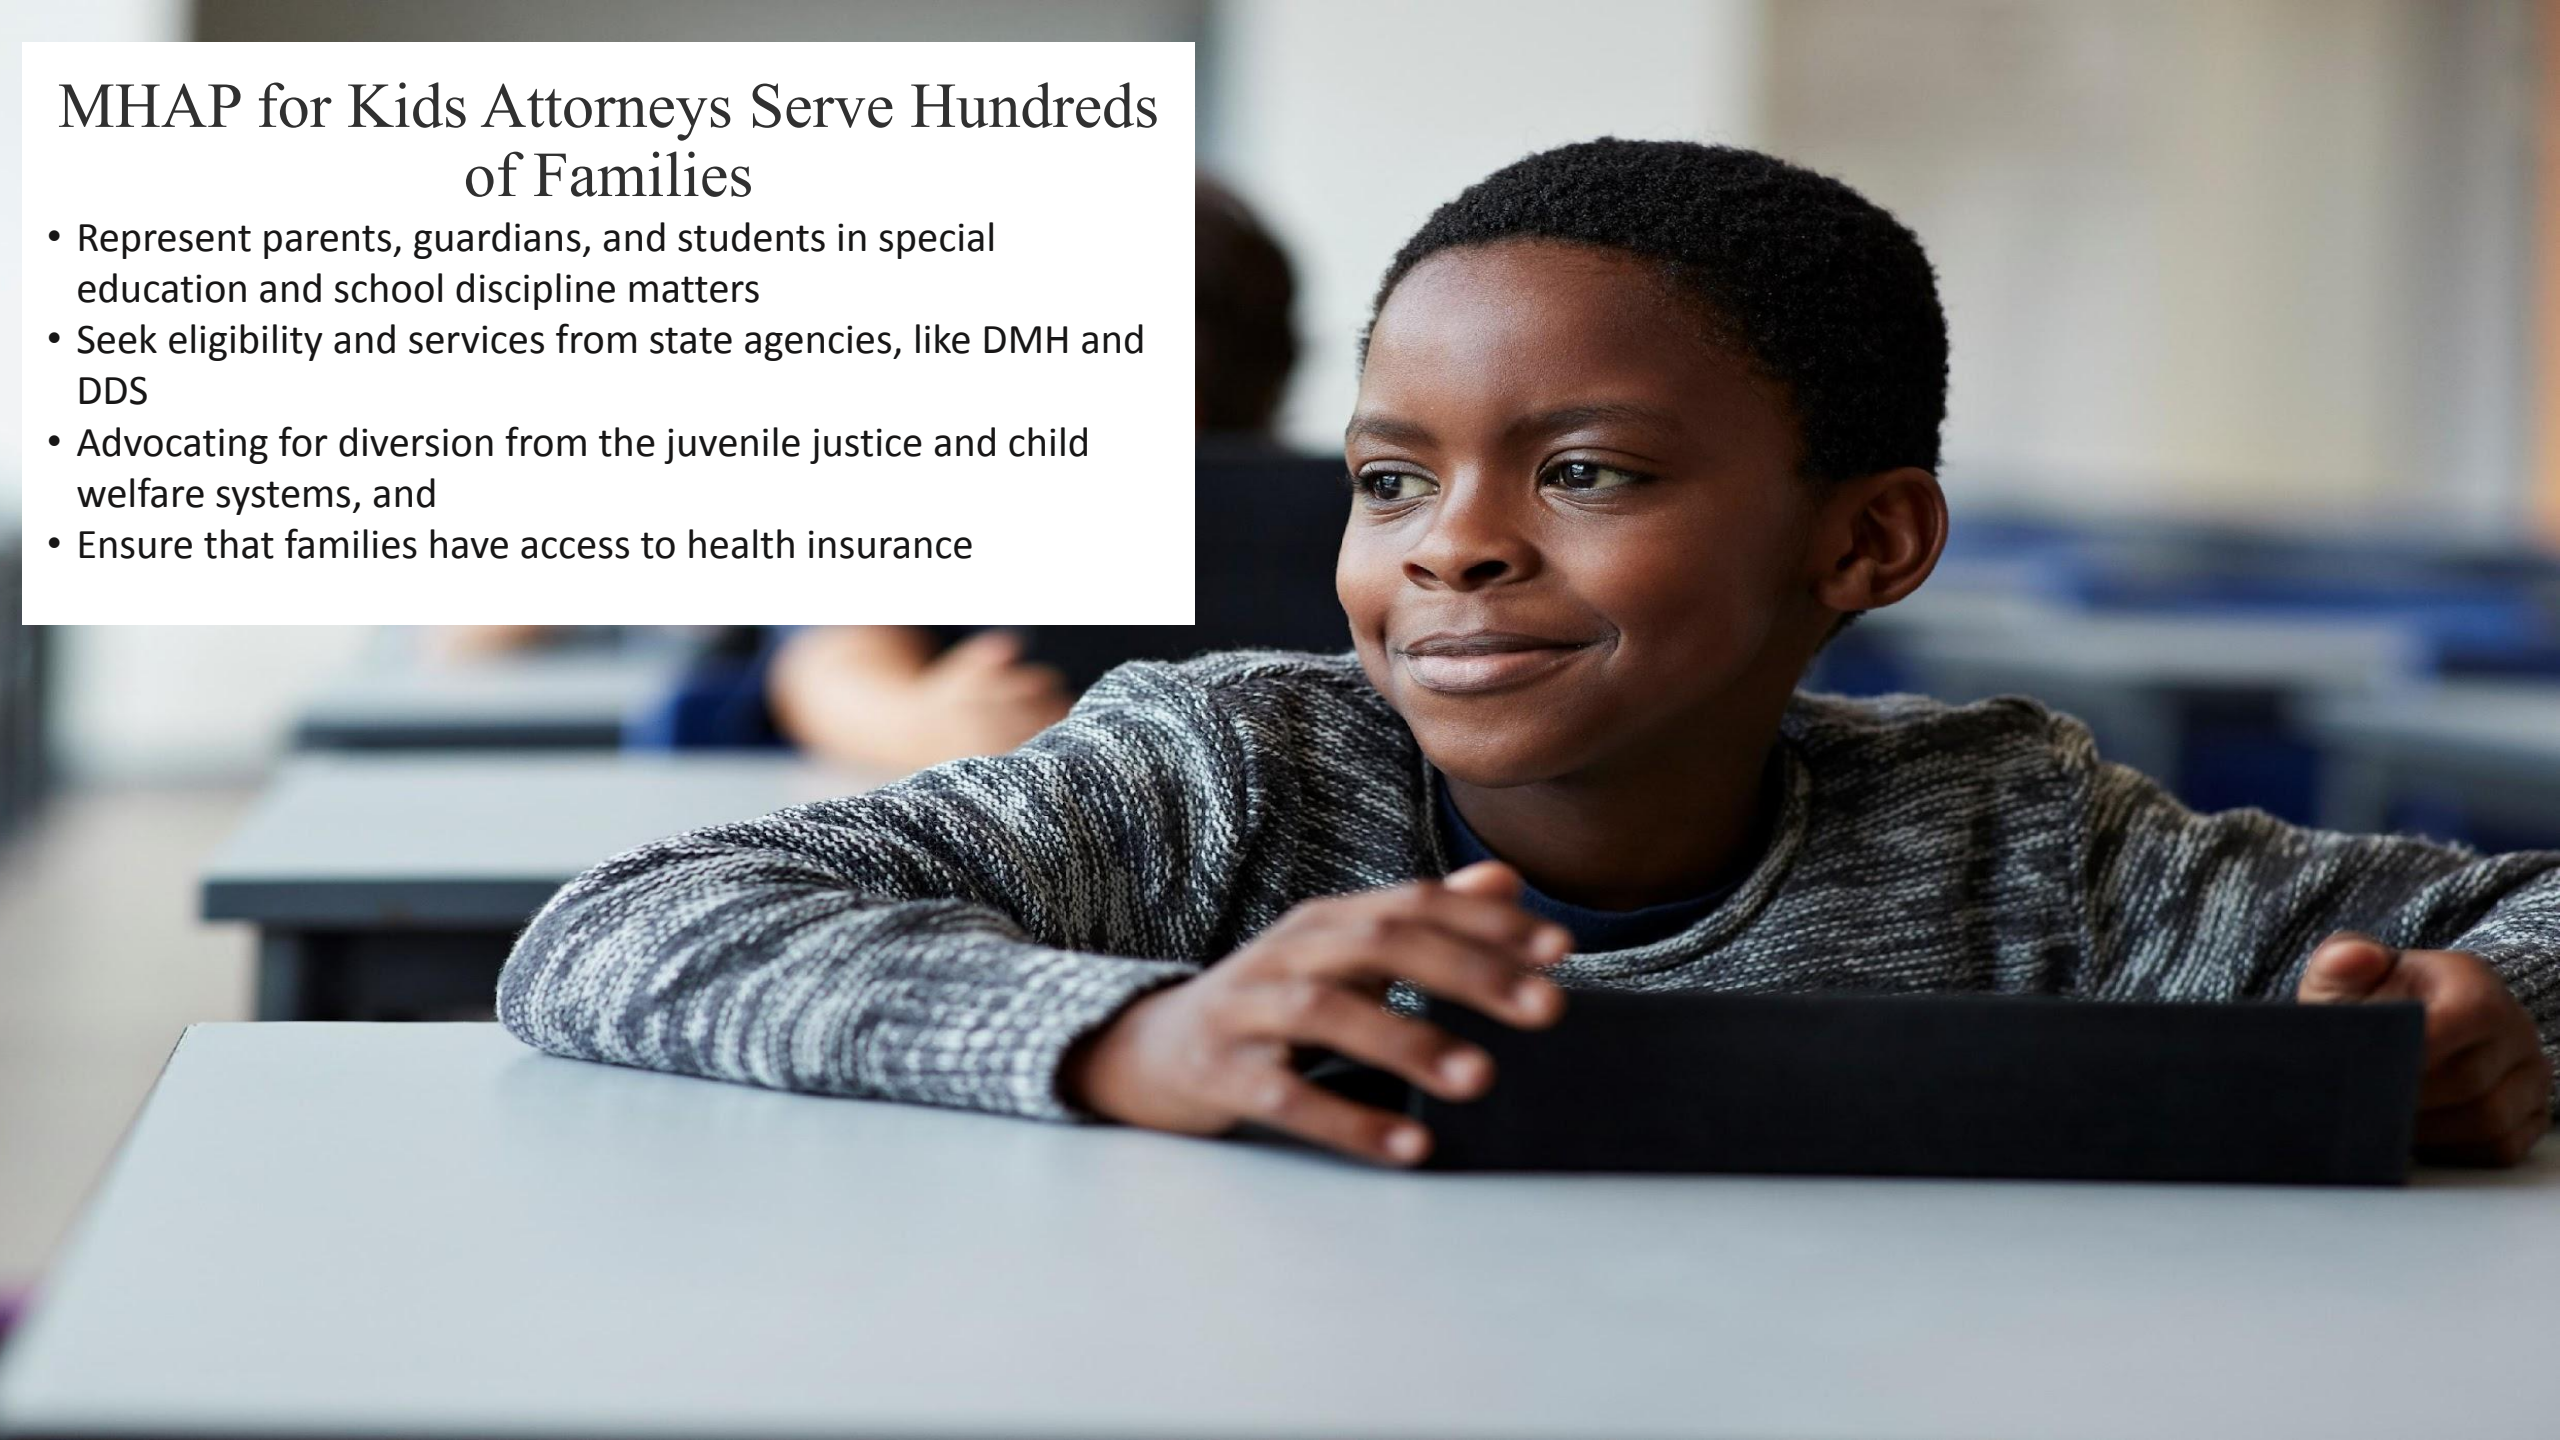 MHAP for Kids Attorneys Serve Hundreds
of Families
• Represent parents, guardians, and students in special
education and school discipline matters
• Seek eligibility and services from state agencies, like DMH and
DDS
• Advocating for diversion from the juvenile justice and child
welfare systems, and
• Ensure that families have access to health insurance